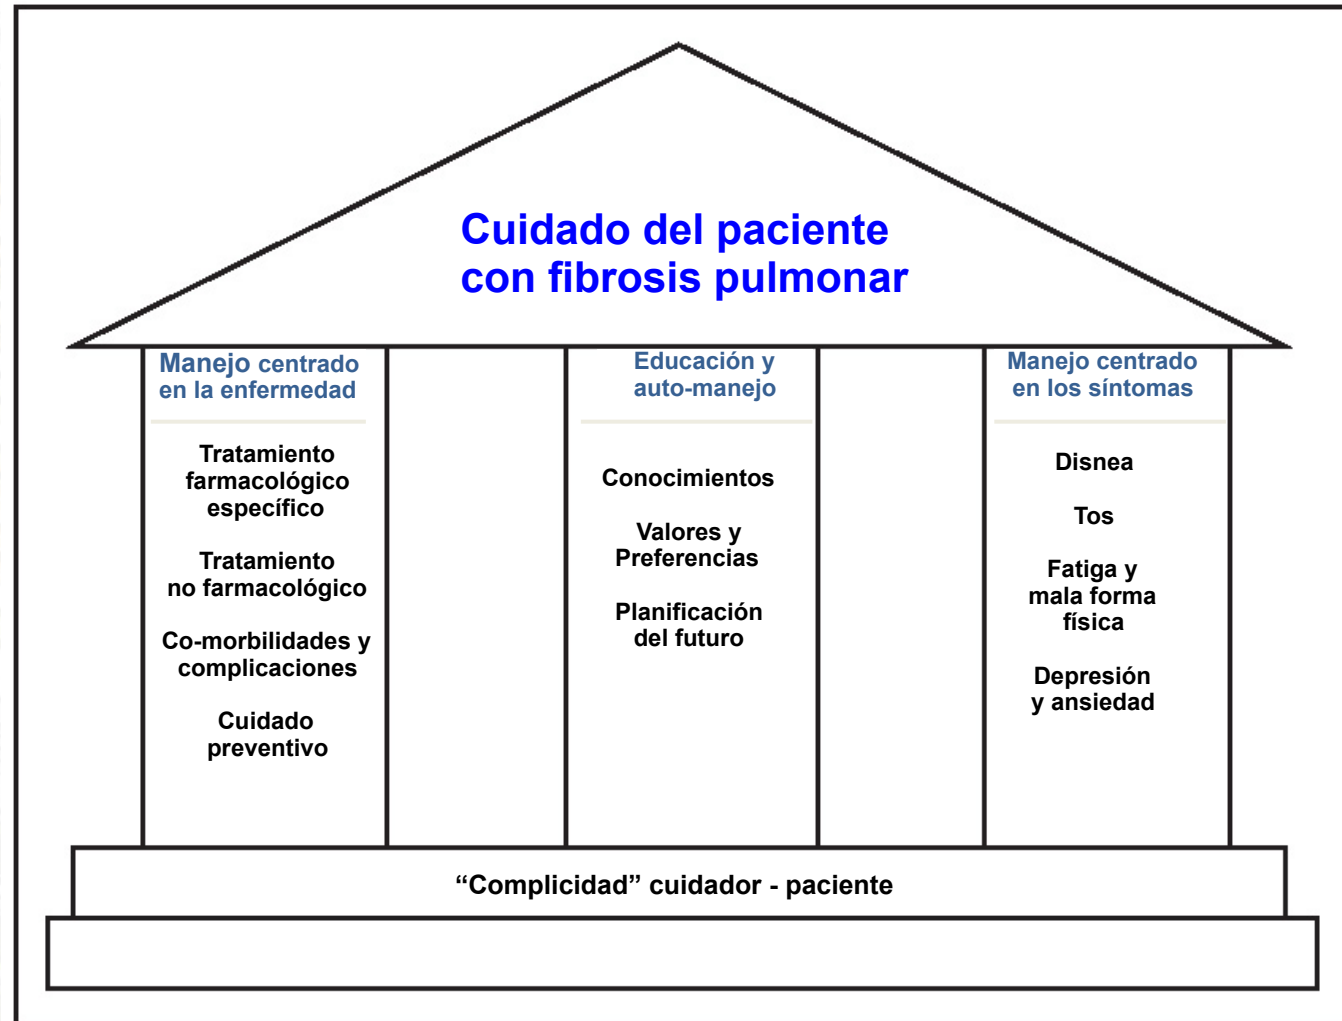 Cuidado del paciente
con fibrosis pulmonar
Manejo centrado
en la enfermedad
Tratamiento
farmacológico
específico
Tratamiento
no farmacológico
Co-morbilidades y
complicaciones
Cuidado
preventivo
Educación y
auto-manejo
Conocimientos
Valores y
Preferencias
Planificación
del futuro
Manejo centrado
en los síntomas
Disnea
Tos
Fatiga y
mala forma
física
Depresión
y ansiedad
“Complicidad” cuidador - paciente